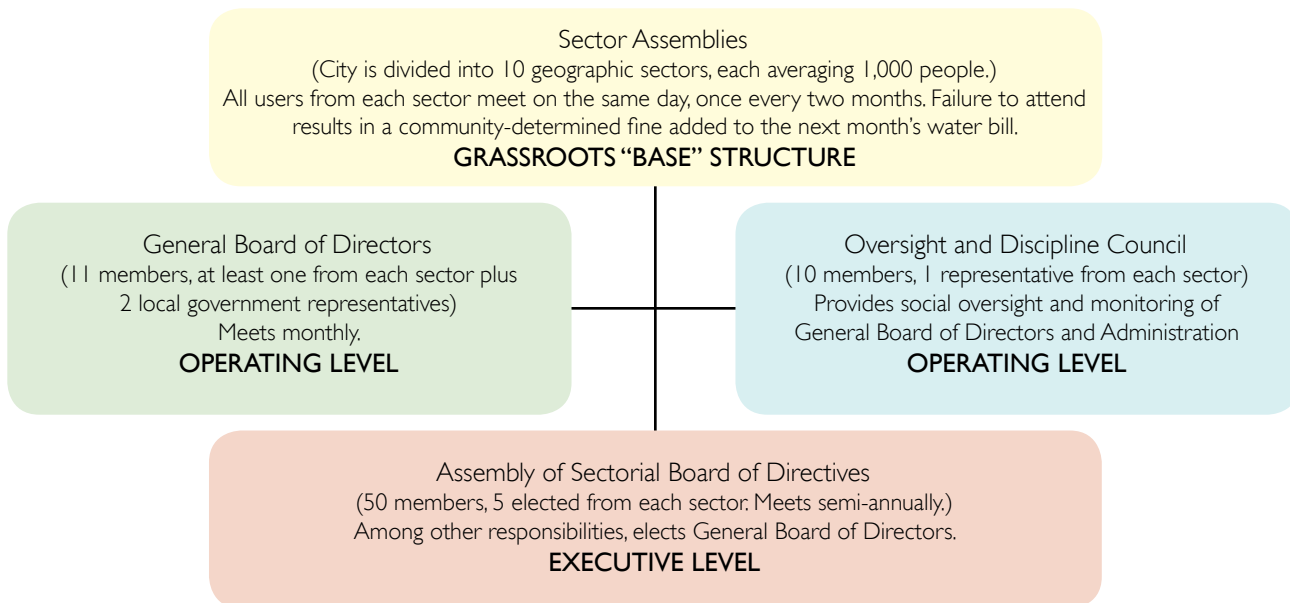 Sector Assemblies
(City is divided into 10 geographic sectors, each averaging 1,000 people.)
All users from each sector meet on the same day, once every two months. Failure to attend
results in a community-determined fine added to the next month’s water bill.
GRASSROOTS “BASE” STRUCTURE
General Board of Directors
(11 members, at least one from each sector plus
2 local government representatives)
Meets monthly.
OPERATING LEVEL
Oversight and Discipline Council
(10 members, 1 representative from each sector)
Provides social oversight and monitoring of
General Board of Directors and Administration
OPERATING LEVEL
Assembly of Sectorial Board of Directives
(50 members, 5 elected from each sector. Meets semi-annually.)
Among other responsibilities, elects General Board of Directors.
EXECUTIVE LEVEL